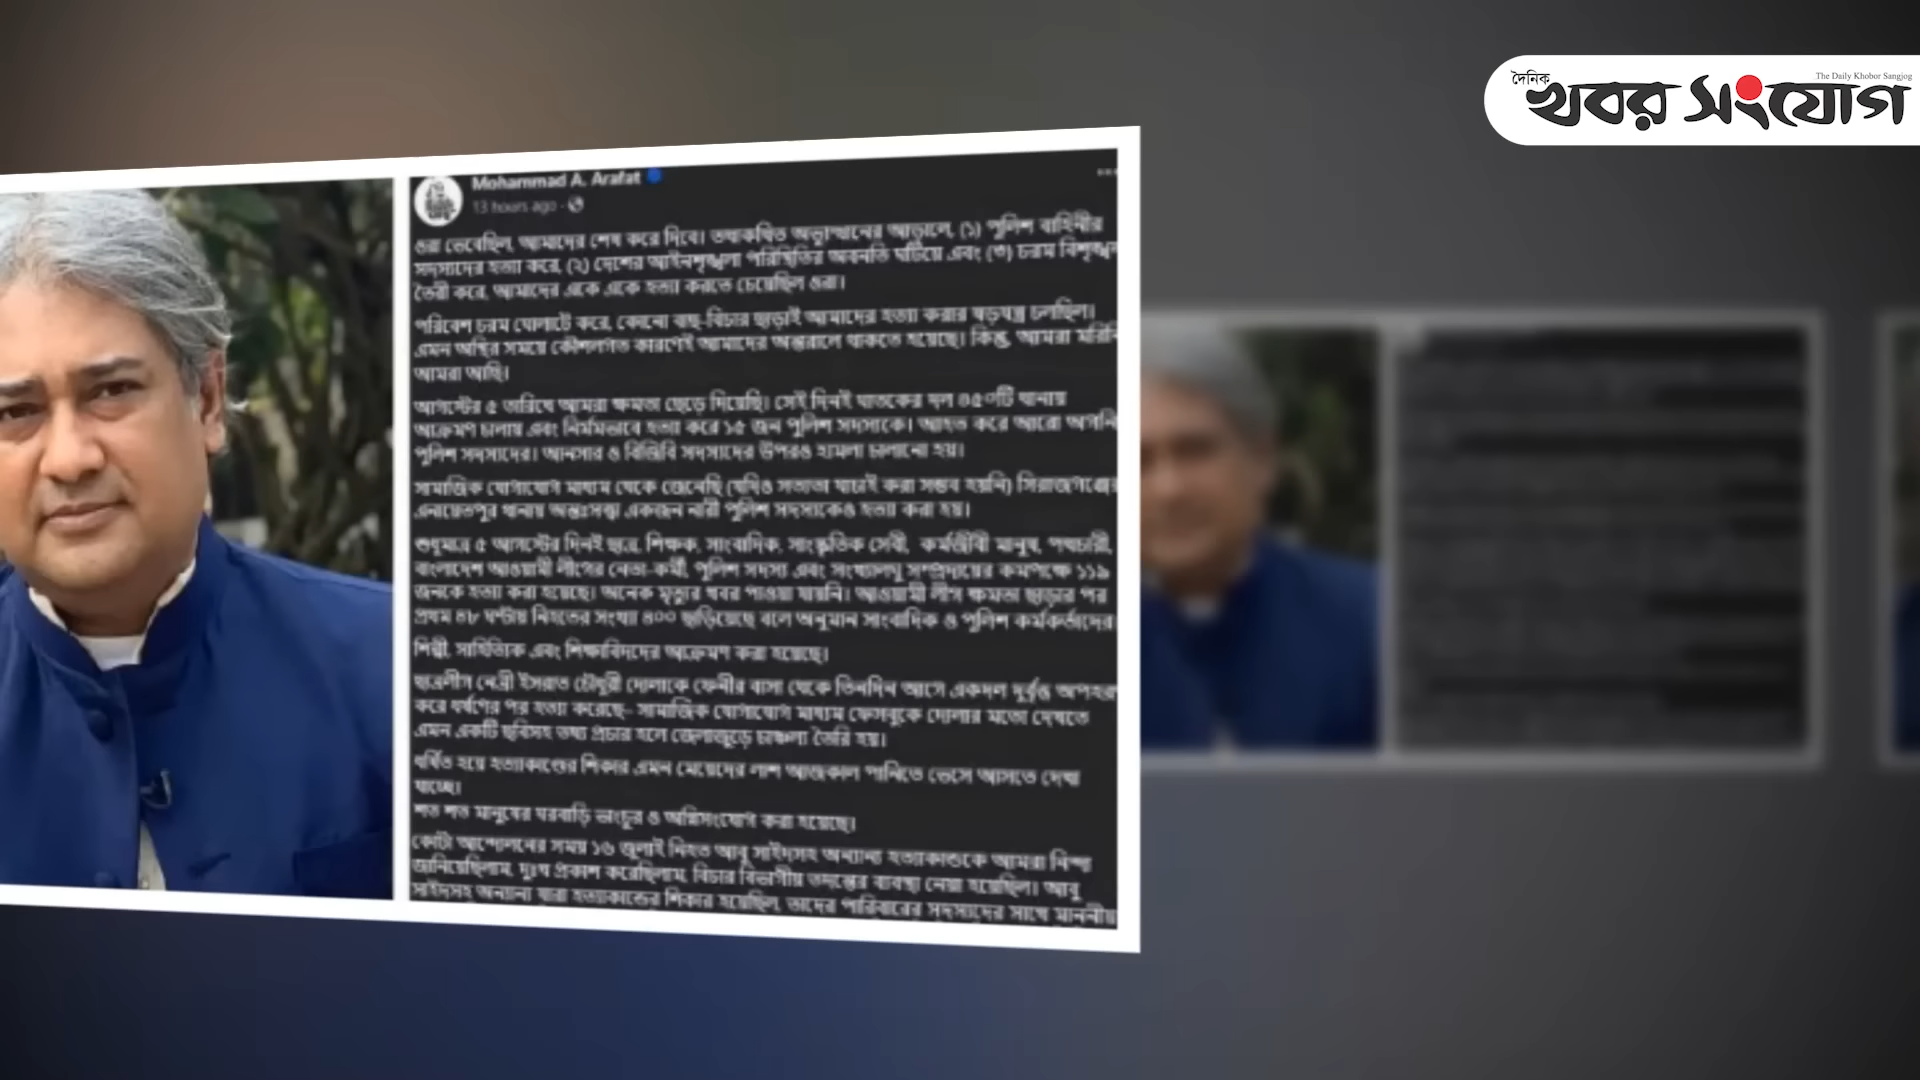 দৈনিক
The Daily Khobor Sangjog
খবর সংযোগ
Mohammad A. Arafat
13 hours ago
ওরা ভেবেছিল, আমাদের শেষ করে দিবে। তথাকথিত অভ্যুত্থানের আড়ালে, (১) পুলিশ বাহিনীর
সদস্যদের হত্যা করে, (২) দেশের আইনশৃঙ্খলা পরিস্থিতির অবনতি ঘটিয়ে এবং (৩) চরম
তৈরী করে, আমাদের একে একে হত্যা করতে চেয়েছিল ওরা।
পরিবেশ চরম ঘোলাটে করে, কোনো বাছ-বিচার ছাড়াই আমাদের হত্যা করার ষড়যন্ত্র চলছিল।
এমন অস্থির সময়ে কৌশলগত কারণেই আমাদের অন্তরালে থাকতে হয়েছে। কিন্তু, আমরা মরিনি
আমরা আছি।
আগস্টের ৫ তারিখে আমরা ক্ষমতা ছেড়ে দিয়েছি। সেই দিনই ঘাতকের দল ৪৫০টি থানায়
আক্রমণ চালায় এবং নির্মমভাবে হত্যা করে ১৫ জন পুলিশ সদস্যকে। আহত করে আরো
পুলিশ সদস্যদের। আনসার ও বিজিবি সদস্যদের উপরও হামলা চালানো হয়।
সামাজিক যোগাযোগ মাধ্যম থেকে জেনেছি (যদিও সত্যতা যাচাই করা সম্ভব হয়নি) সিরাজগঞ্জের
এনায়েতপুর থানায় অন্তঃসত্ত্বা একজন নারী পুলিশ সদস্যকেও হত্যা করা হয়।
শুধুমাত্র ৫ আগস্টের দিনই ছাত্র, শিক্ষক, সাংবাদিক, সাংস্কৃতিক সেবী, কর্মজীবী মানুষ, পথচারী,
বাংলাদেশ আওয়ামী লীগের নেতা-কর্মী, পুলিশ সদস্য এবং সংখ্যালঘু সম্প্রদায়ের কমপক্ষে ১১৯
জনকে হত্যা করা হয়েছে। অনেক মৃত্যুর খবর পাওয়া যায়নি। আওয়ামী লীগ ক্ষমতা ছাড়ার পর
প্রথম ৪৮ ঘণ্টায় নিহতের সংখ্যা ৪০০ ছাড়িয়েছে বলে অনুমান সাংবাদিক ও পুলিশ কর্মকর্তাদের।
শিল্পী, সাহিত্যিক এবং শিক্ষাবিদদের আক্রমণ করা হয়েছে।
ছাত্রলীগ নেত্রী ইসরাত চৌধুরী দোলাকে ফেনীর বাসা থেকে তিনদিন আগে একদল দুর্বৃত্ত
করে ধর্ষণের পর হত্যা করেছে- সামাজিক যোগাযোগ মাধ্যম ফেসবুকে দোলার মতো দেখতে
এমন একটি ছবিসহ তথ্য প্রচার হলে জেলাজুড়ে চাঞ্চল্য তৈরি হয়।
ধর্ষিত হয়ে হত্যাকাণ্ডের শিকার এমন মেয়েদের লাশ আজকাল পানিতে ভেসে আসতে দেখা
যাচ্ছে।
শত শত মানুষের ঘরবাড়ি ভাংচুর ও অগ্নিসংযোগ করা হয়েছে।
কোটা আন্দোলনের সময় ১৬ জুলাই নিহত আবু সাইদসহ অন্যান্য হত্যাকান্ডকে আমরা নিন্দা
জানিয়েছিলাম, দুঃখ প্রকাশ করেছিলাম, বিচার বিভাগীয় তদন্তের ব্যবস্থা নেয়া হয়েছিল। আবু
সাইদসহ অন্যান্য যারা হত্যাকান্ডের শিকার হয়েছিল, তাদের পরিবারের সদস্যদের সাথে মাননীয়